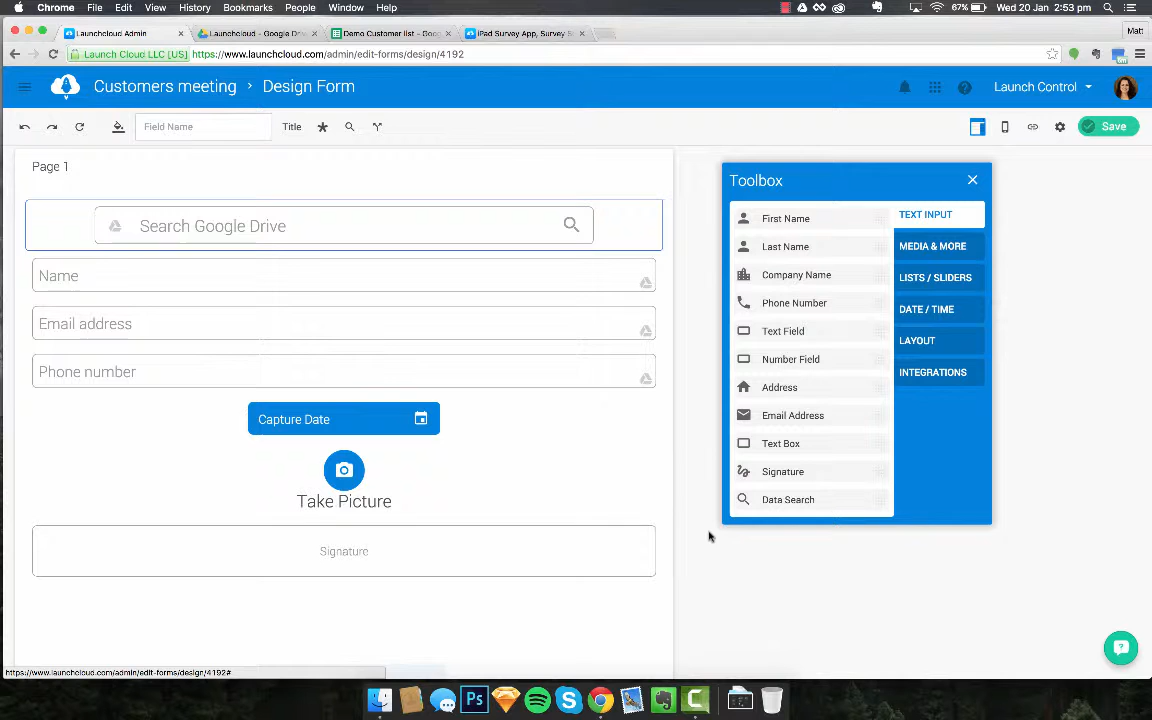 Chrome File Edit View History Bookmarks People Window Help 67% Wed 20 Jan 2:53 pm
Launchcloud Admin Launchcloud - Google Driv Demo Customer list - Goog iPad Survey App, Survey S Matt
Launch Cloud LLC [US] https://www.launchcloud.com/admin/edit-forms/design/4192
Customers meeting › Design Form Launch Control
Field Name Title Save
Page 1
Search Google Drive
Name
Email address
Phone number
Capture Date
Take Picture
Signature
Toolbox
First Name
Last Name
Company Name
Phone Number
Text Field
Number Field
Address
Email Address
Text Box
Signature
Data Search
TEXT INPUT
MEDIA & MORE
LISTS / SLIDERS
DATE / TIME
LAYOUT
INTEGRATIONS
https://www.launchcloud.com/admin/edit-forms/design/4192#
Ps